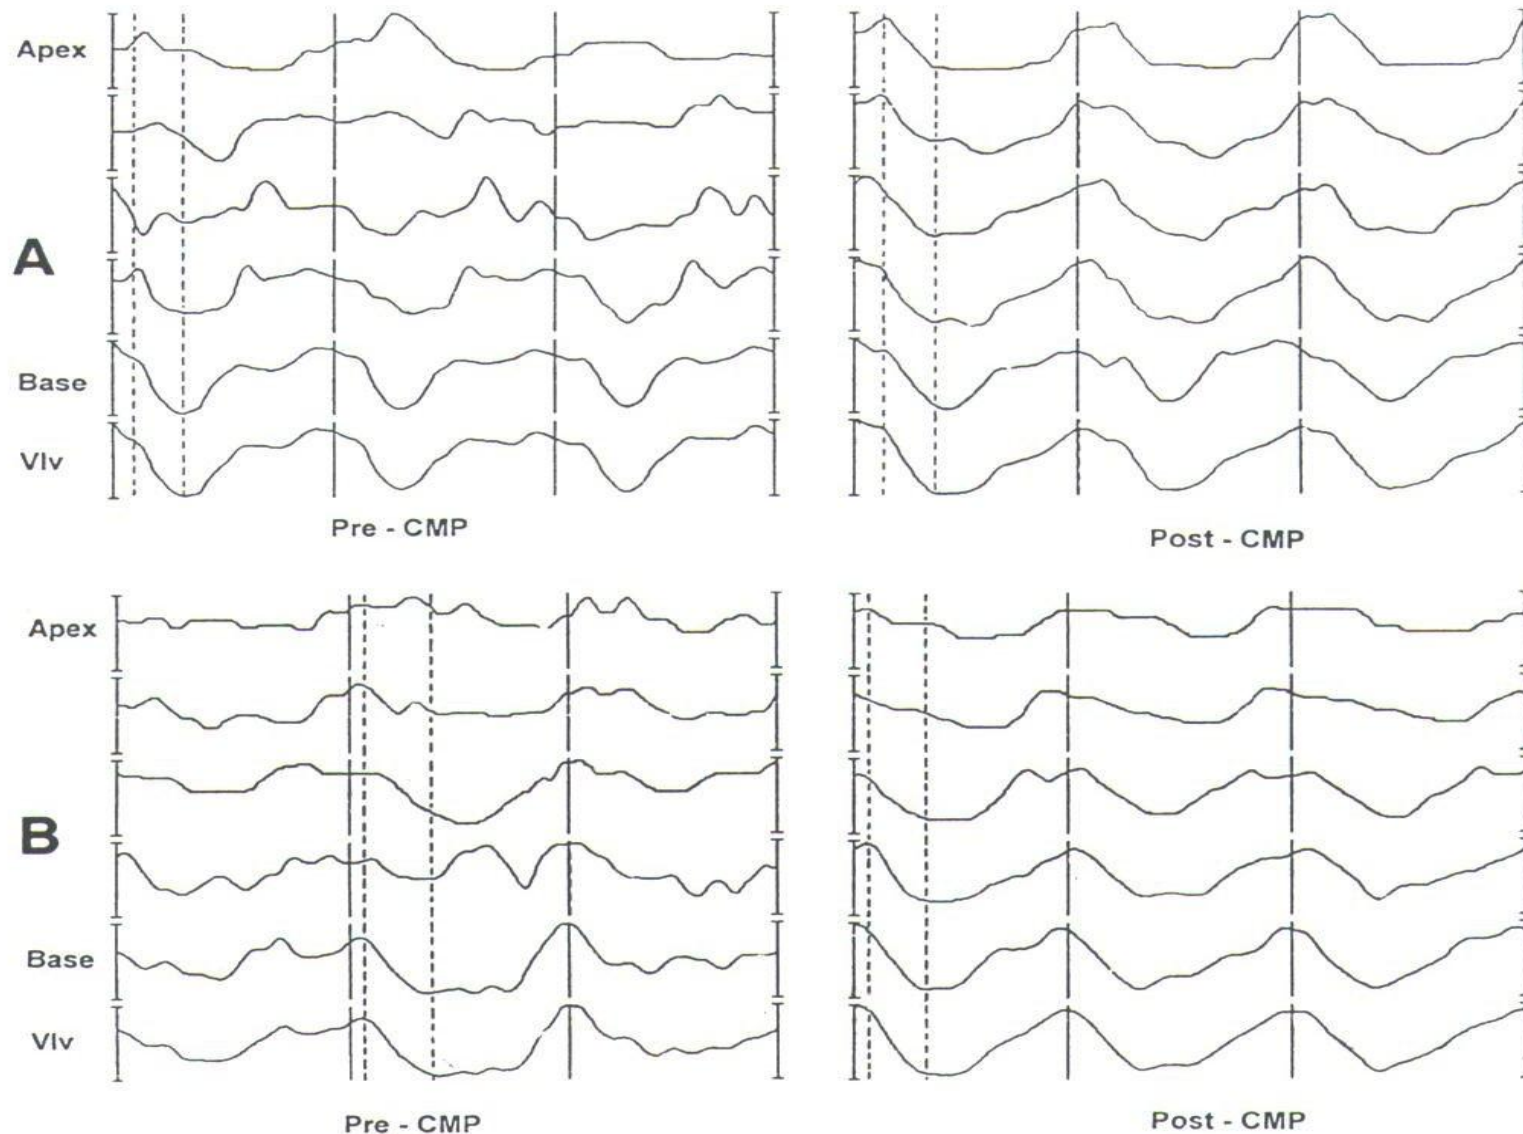 Apex
A
Base
Vlv
Pre - CMP
Post - CMP
Apex
B
Base
Vlv
Pre - CMP
Post - CMP